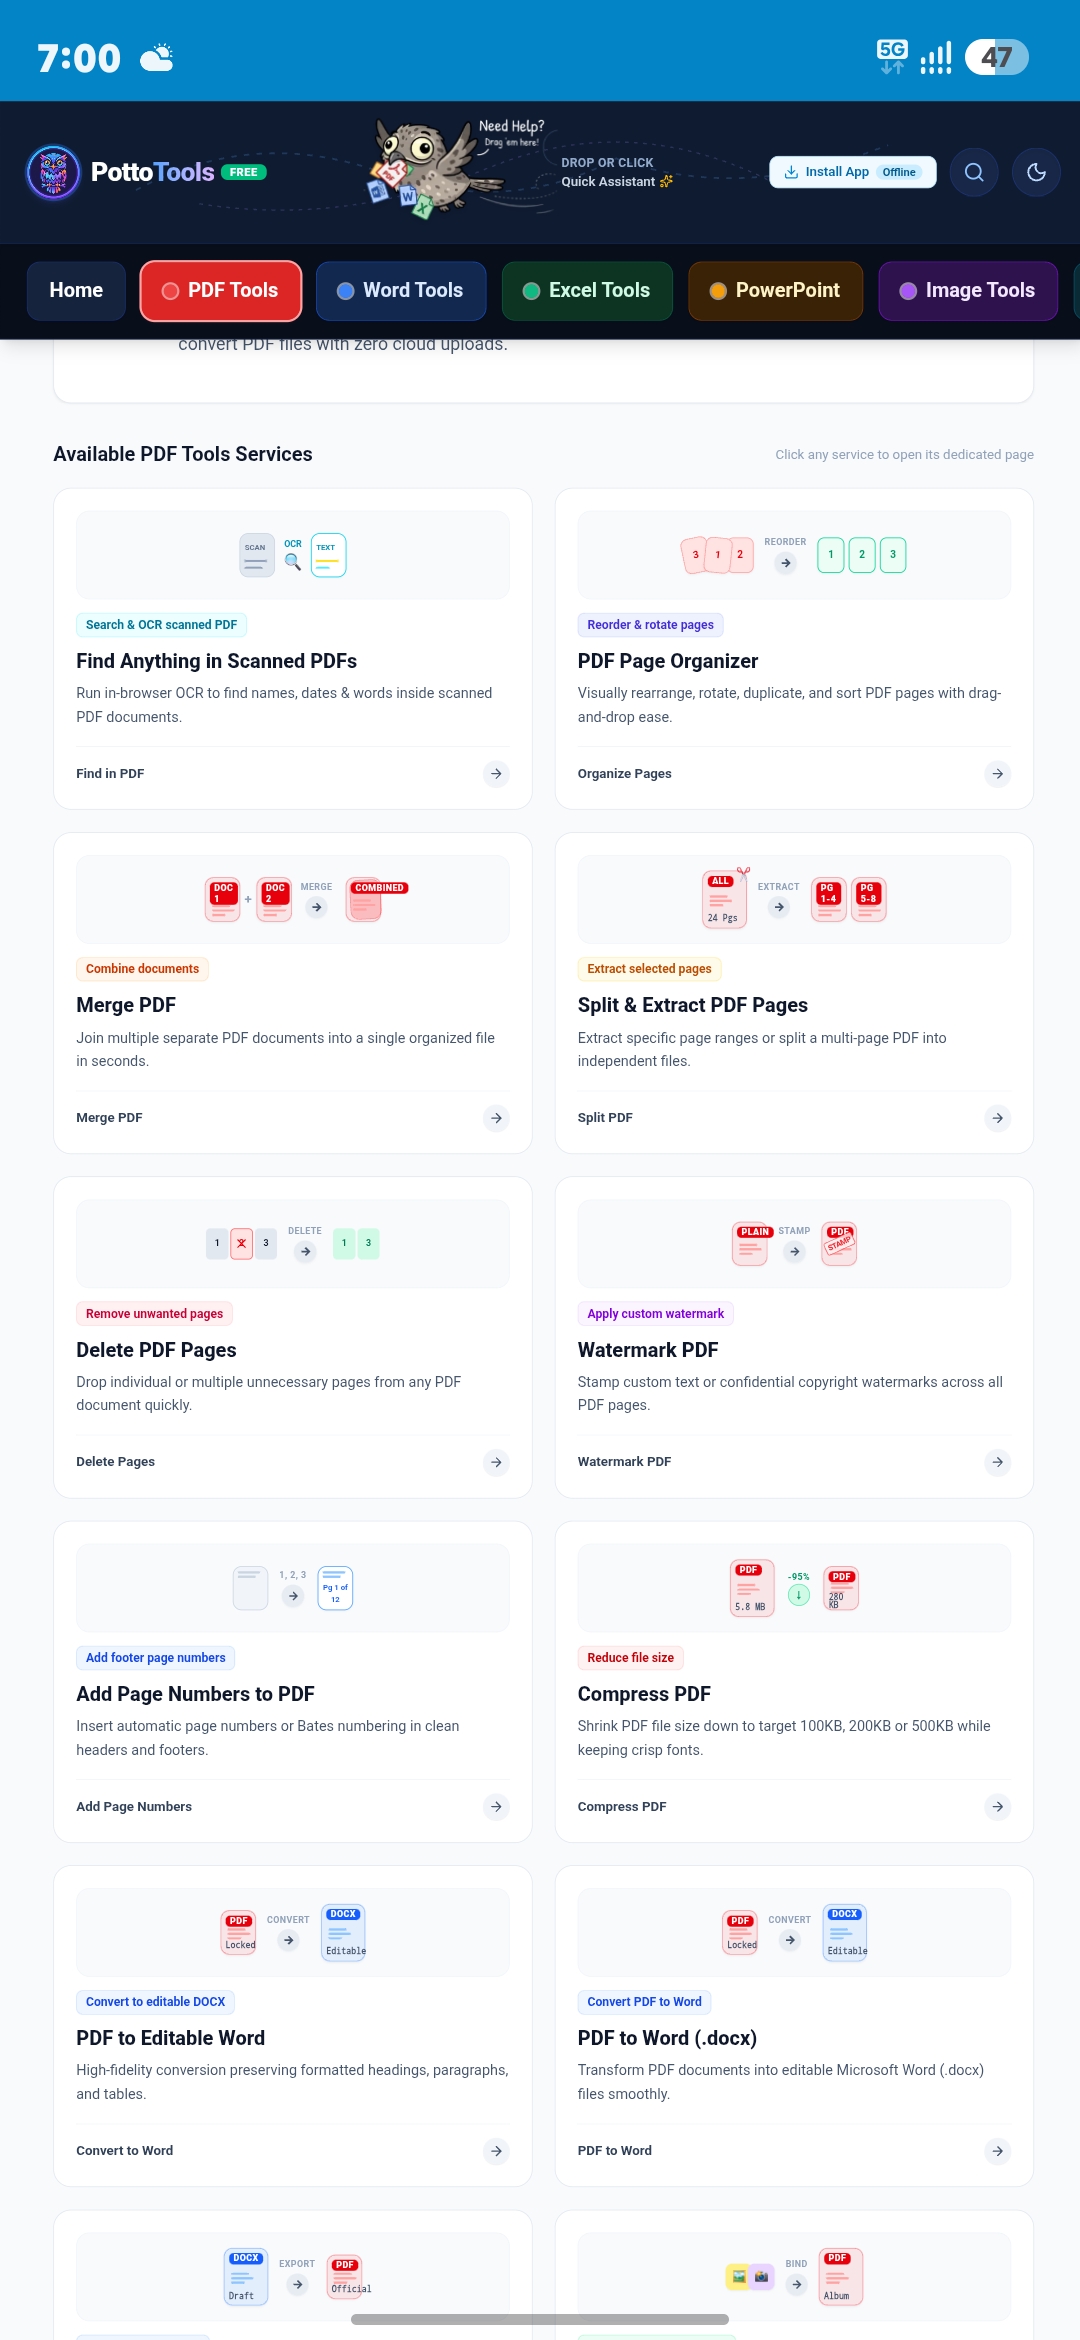 7:00
5G
47
PottoTools FREE
Need Help?
Drag 'em here!
DROP OR CLICK
Quick Assistant
Install App Offline
Home
PDF Tools
Word Tools
Excel Tools
PowerPoint
Image Tools
convert PDF files with zero cloud uploads.
Available PDF Tools Services
Click any service to open its dedicated page
SCAN
OCR
TEXT
Search & OCR scanned PDF
Find Anything in Scanned PDFs
Run in-browser OCR to find names, dates & words inside scanned
PDF documents.
Find in PDF
3 1 2
REORDER
1 2 3
Reorder & rotate pages
PDF Page Organizer
Visually rearrange, rotate, duplicate, and sort PDF pages with drag-
and-drop ease.
Organize Pages
DOC
1
+
DOC
2
MERGE
COMBINED
Combine documents
Merge PDF
Join multiple separate PDF documents into a single organized file
in seconds.
Merge PDF
ALL
24 Pgs
EXTRACT
PG
1-4
PG
5-8
Extract selected pages
Split & Extract PDF Pages
Extract specific page ranges or split a multi-page PDF into
independent files.
Split PDF
1 2 3
DELETE
1 3
Remove unwanted pages
Delete PDF Pages
Drop individual or multiple unnecessary pages from any PDF
document quickly.
Delete Pages
PLAIN
STAMP
PDF
STAMP
Apply custom watermark
Watermark PDF
Stamp custom text or confidential copyright watermarks across all
PDF pages.
Watermark PDF
1, 2, 3
Pg 1 of
12
Add footer page numbers
Add Page Numbers to PDF
Insert automatic page numbers or Bates numbering in clean
headers and footers.
Add Page Numbers
PDF
5.8 MB
-95%
PDF
280
KB
Reduce file size
Compress PDF
Shrink PDF file size down to target 100KB, 200KB or 500KB while
keeping crisp fonts.
Compress PDF
PDF
Locked
CONVERT
DOCX
Editable
Convert to editable DOCX
PDF to Editable Word
High-fidelity conversion preserving formatted headings, paragraphs,
and tables.
Convert to Word
PDF
Locked
CONVERT
DOCX
Editable
Convert PDF to Word
PDF to Word (.docx)
Transform PDF documents into editable Microsoft Word (.docx)
files smoothly.
PDF to Word
DOCX
Draft
EXPORT
PDF
Official
BIND
PDF
Album